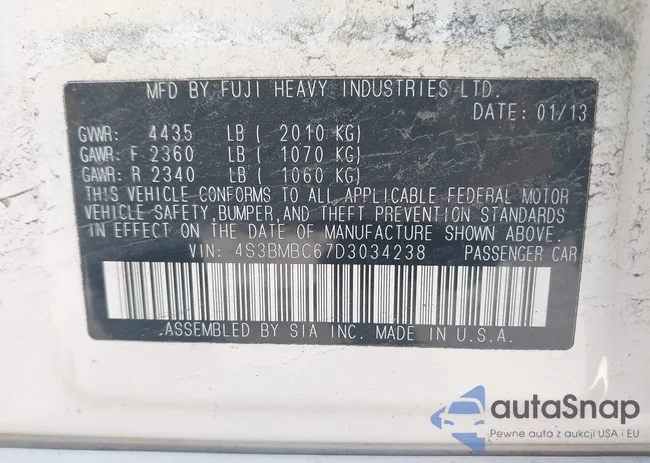 MFD BY FUJI HEAVY INDUSTRIES LTD.
DATE: 01/13
GVWR: 4435 LB ( 2010 KG)
GAWR: F 2360 LB ( 1070 KG)
GAWR: R 2340 LB ( 1060 KG)
THIS VEHICLE CONFORMS TO ALL APPLICABLE FEDERAL MOTOR
VEHICLE SAFETY,BUMPER,AND THEFT PREVENTION STANDARDS
IN EFFECT ON THE DATE OF MANUFACTURE SHOWN ABOVE.
VIN: 4S3BMBC67D3034238 PASSENGER CAR
ASSEMBLED BY SIA INC. MADE IN U.S.A.
autoSnap
Pewne auta z aukcji USA i EU